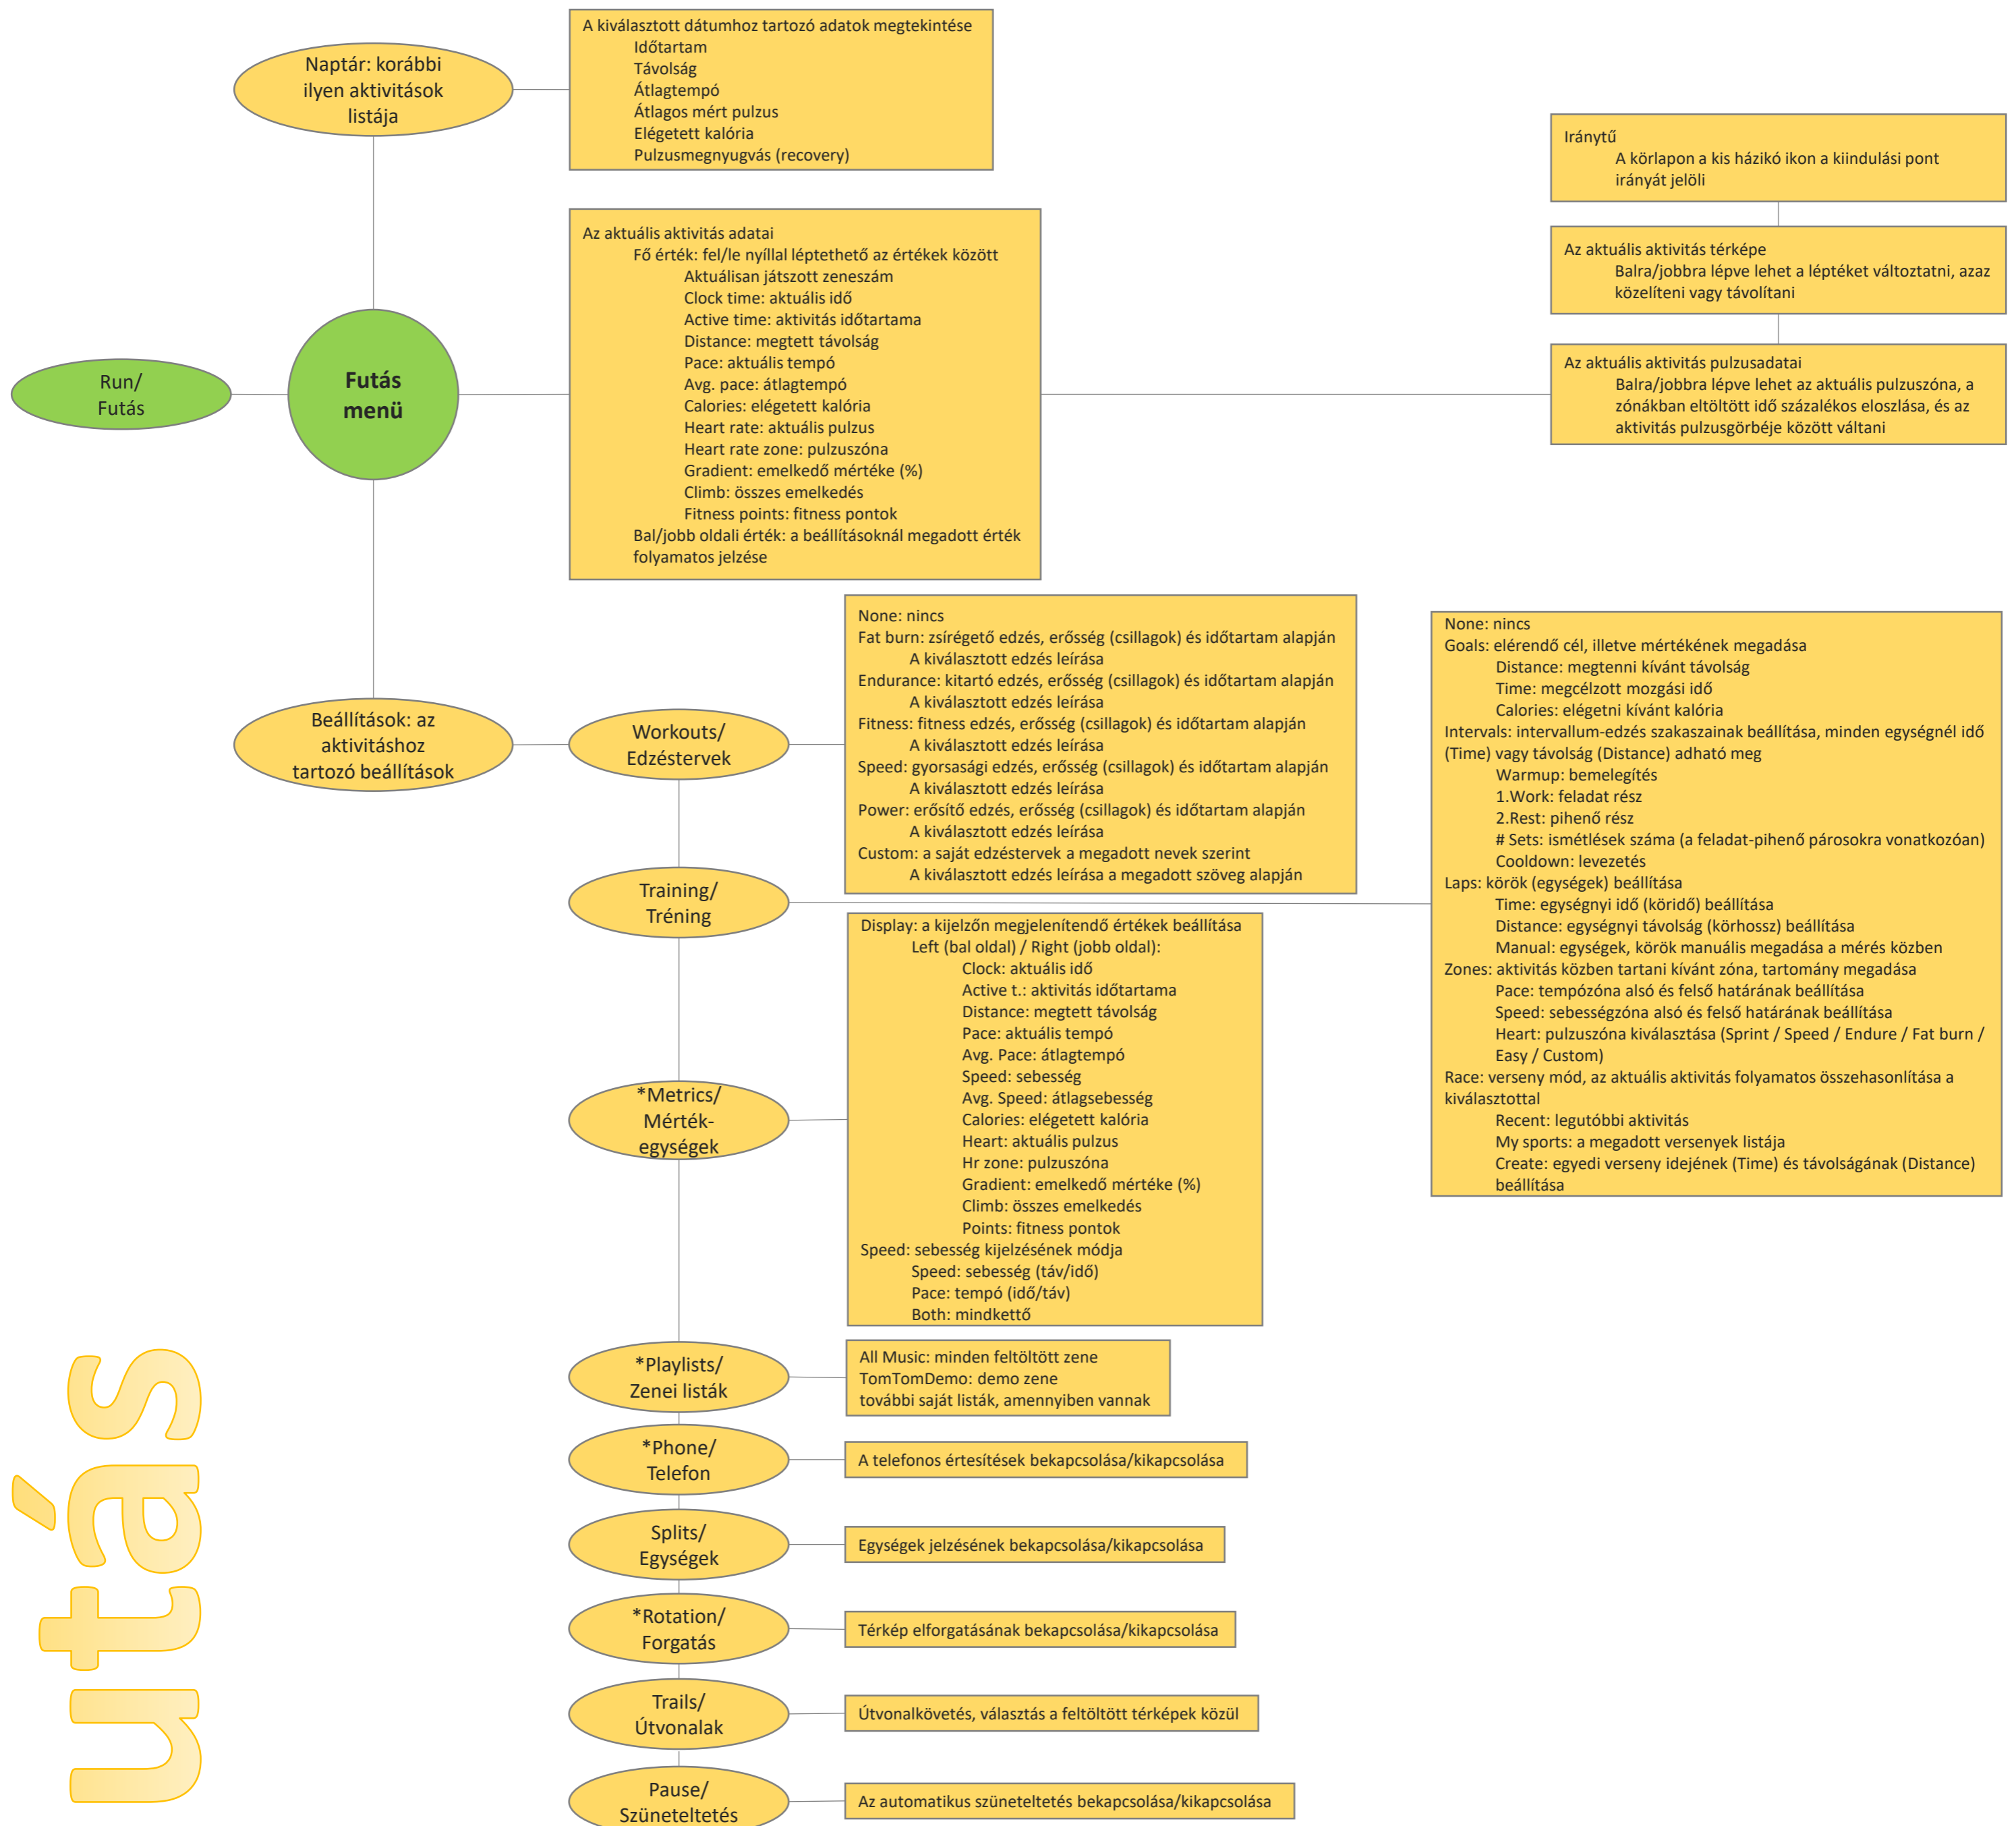 Naptár: korábbi
ilyen aktivitások
listája
A kiválasztott dátumhoz tartozó adatok megtekintése
Időtartam
Távolság
Átlagtempó
Átlagos mért pulzus
Elégetett kalória
Pulzusmegnyugvás (recovery)
Iránytű
A körlapon a kis házikó ikon a kiindulási pont
irányát jelöli
Az aktuális aktivitás térképe
Balra/jobbra lépve lehet a léptéket változtatni, azaz
közelíteni vagy távolítani
Az aktuális aktivitás pulzusadatai
Balra/jobbra lépve lehet az aktuális pulzuszóna, a
zónákban eltöltött idő százalékos eloszlása, és az
aktivitás pulzusgörbéje között váltani
Run/
Futás
Futás
menü
Az aktuális aktivitás adatai
Fő érték: fel/le nyíllal léptethető az értékek között
Aktuálisan játszott zeneszám
Clock time: aktuális idő
Active time: aktivitás időtartama
Distance: megtett távolság
Pace: aktuális tempó
Avg. pace: átlagtempó
Calories: elégetett kalória
Heart rate: aktuális pulzus
Heart rate zone: pulzuszóna
Gradient: emelkedő mértéke (%)
Climb: összes emelkedés
Fitness points: fitness pontok
Bal/jobb oldali érték: a beállításoknál megadott érték
folyamatos jelzése
Beállítások: az
aktivitáshoz
tartozó beállítások
Workouts/
Edzéstervek
None: nincs
Fat burn: zsírégető edzés, erősség (csillagok) és időtartam alapján
A kiválasztott edzés leírása
Endurance: kitartó edzés, erősség (csillagok) és időtartam alapján
A kiválasztott edzés leírása
Fitness: fitness edzés, erősség (csillagok) és időtartam alapján
A kiválasztott edzés leírása
Speed: gyorsasági edzés, erősség (csillagok) és időtartam alapján
A kiválasztott edzés leírása
Power: erősítő edzés, erősség (csillagok) és időtartam alapján
A kiválasztott edzés leírása
Custom: a saját edzéstervek a megadott nevek szerint
A kiválasztott edzés leírása a megadott szöveg alapján
Training/
Tréning
None: nincs
Goals: elérendő cél, illetve mértékének megadása
Distance: megtenni kívánt távolság
Time: megcélzott mozgási idő
Calories: elégetni kívánt kalória
Intervals: intervallum-edzés szakaszainak beállítása, minden egységnél idő
(Time) vagy távolság (Distance) adható meg
Warmup: bemelegítés
1.Work: feladat rész
2.Rest: pihenő rész
# Sets: ismétlések száma (a feladat-pihenő párosokra vonatkozóan)
Cooldown: levezetés
Laps: körök (egységek) beállítása
Time: egységnyi idő (köridő) beállítása
Distance: egységnyi távolság (körhossz) beállítása
Manual: egységek, körök manuális megadása a mérés közben
Zones: aktivitás közben tartani kívánt zóna, tartomány megadása
Pace: tempózóna alsó és felső határának beállítása
Speed: sebességzóna alsó és felső határának beállítása
Heart: pulzuszóna kiválasztása (Sprint / Speed / Endure / Fat burn /
Easy / Custom)
Race: verseny mód, az aktuális aktivitás folyamatos összehasonlítása a
kiválasztottal
Recent: legutóbbi aktivitás
My sports: a megadott versenyek listája
Create: egyedi verseny idejének (Time) és távolságának (Distance)
beállítása
*Metrics/
Mérték-
egységek
Display: a kijelzőn megjelenítendő értékek beállítása
Left (bal oldal) / Right (jobb oldal):
Clock: aktuális idő
Active t.: aktivitás időtartama
Distance: megtett távolság
Pace: aktuális tempó
Avg. Pace: átlagtempó
Speed: sebesség
Avg. Speed: átlagsebesség
Calories: elégetett kalória
Heart: aktuális pulzus
Hr zone: pulzuszóna
Gradient: emelkedő mértéke (%)
Climb: összes emelkedés
Points: fitness pontok
Speed: sebesség kijelzésének módja
Speed: sebesség (táv/idő)
Pace: tempó (idő/táv)
Both: mindkettő
*Playlists/
Zenei listák
All Music: minden feltöltött zene
TomTomDemo: demo zene
további saját listák, amennyiben vannak
*Phone/
Telefon
A telefonos értesítések bekapcsolása/kikapcsolása
Splits/
Egységek
Egységek jelzésének bekapcsolása/kikapcsolása
*Rotation/
Forgatás
Térkép elforgatásának bekapcsolása/kikapcsolása
Trails/
Útvonalak
Útvonalkövetés, választás a feltöltött térképek közül
Pause/
Szüneteltetés
Az automatikus szüneteltetés bekapcsolása/kikapcsolása
utás